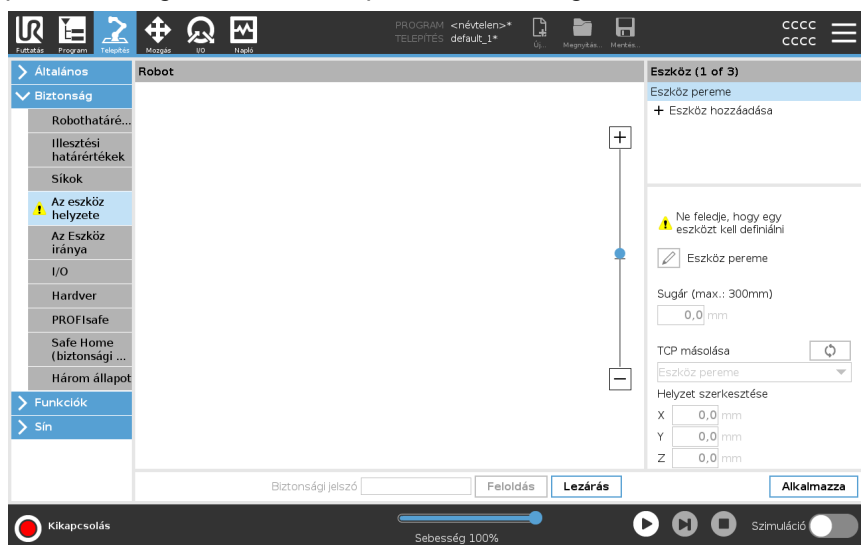 Futtatás
Program
Telepítés
Mozgás
I/O
Napló
PROGRAM <névtelen>*
TELEPÍTÉS default_1*
Új...
Megnyitás...
Mentés...
cccc
cccc
Általános
Biztonság
Robothatáré...
Illesztési
határértékek
Síkok
Az eszköz
helyzete
Az Eszköz
iránya
I/O
Hardver
PROFIsafe
Safe Home
(biztonsági ...
Három állapot
Funkciók
Sín
Robot
Eszköz (1 of 3)
Eszköz pereme
+ Eszköz hozzáadása
Ne feledje, hogy egy
eszközt kell definiálni
Eszköz pereme
Sugár (max.: 300mm)
0,0 mm
TCP másolása
Eszköz pereme
Helyzet szerkesztése
X 0,0 mm
Y 0,0 mm
Z 0,0 mm
Biztonsági jelszó
Feloldás
Lezárás
Alkalmazza
Kikapcsolás
Sebesség 100%
Szimuláció